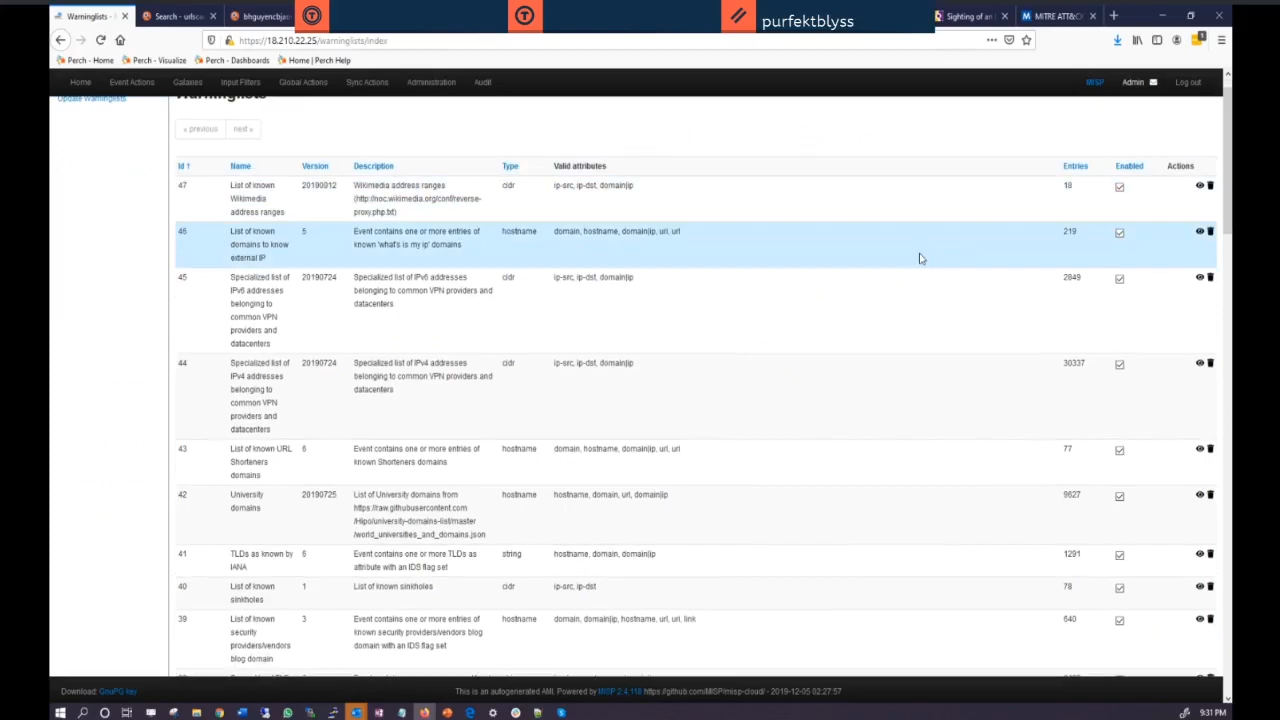 Warninglists -
Search - urlsca
bhguyencbjas
purfektblyss
Sighting of an
MITRE ATT&C
https://18.210.22.25/warninglists/index
Perch - Home
Perch - Visualize
Perch - Dashboards
Home | Perch Help
Home
Event Actions
Galaxies
Input Filters
Global Actions
Sync Actions
Administration
Audit
MISP
Admin
Log out
Update Warninglists
Warninglists
« previous
next »
Id ↑ Name Version Description Type Valid attributes Entries Enabled Actions
47 List of known 20190912 Wikimedia address ranges cidr ip-src, ip-dst, domain|ip 18
Wikimedia (http://noc.wikimedia.org/conf/reverse-
address ranges proxy.php.txt)
46 List of known 5 Event contains one or more entries of hostname domain, hostname, domain|ip, uri, url 219
domains to know known 'what's is my ip' domains
external IP
45 Specialized list of 20190724 Specialized list of IPv6 addresses cidr ip-src, ip-dst, domain|ip 2849
IPv6 addresses belonging to common VPN providers and
belonging to datacenters
common VPN
providers and
datacenters
44 Specialized list of 20190724 Specialized list of IPv4 addresses cidr ip-src, ip-dst, domain|ip 30337
IPv4 addresses belonging to common VPN providers and
belonging to datacenters
common VPN
providers and
datacenters
43 List of known URL 6 Event contains one or more entries of hostname domain, hostname, domain|ip, uri, url 77
Shorteners known Shorteners domains
domains
42 University 20190725 List of University domains from hostname hostname, domain, url, domain|ip 9627
domains https://raw.githubusercontent.com
/Hipo/university-domains-list/master
/world_universities_and_domains.json
41 TLDs as known by 6 Event contains one or more TLDs as string hostname, domain, domain|ip 1291
IANA attribute with an IDS flag set
40 List of known 1 List of known sinkholes cidr ip-src, ip-dst 78
sinkholes
39 List of known 3 Event contains one or more entries of hostname domain, domain|ip, hostname, uri, url, link 640
security known security providers/vendors blog
providers/vendors domain with an IDS flag set
blog domain
Download: GnuPG key
This is an autogenerated AMI. Powered by MISP 2.4.118 https://github.com/MISP/misp-cloud/ - 2019-12-05 02:27:57
9:31 PM